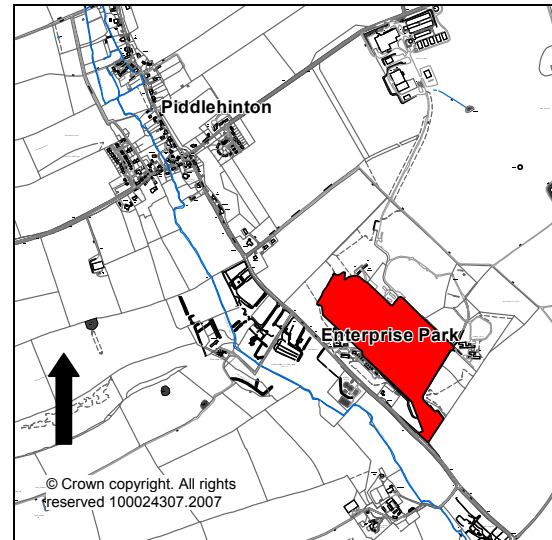 Piddlehinton
Enterprise Park
© Crown copyright. All rights
reserved 100024307.2007